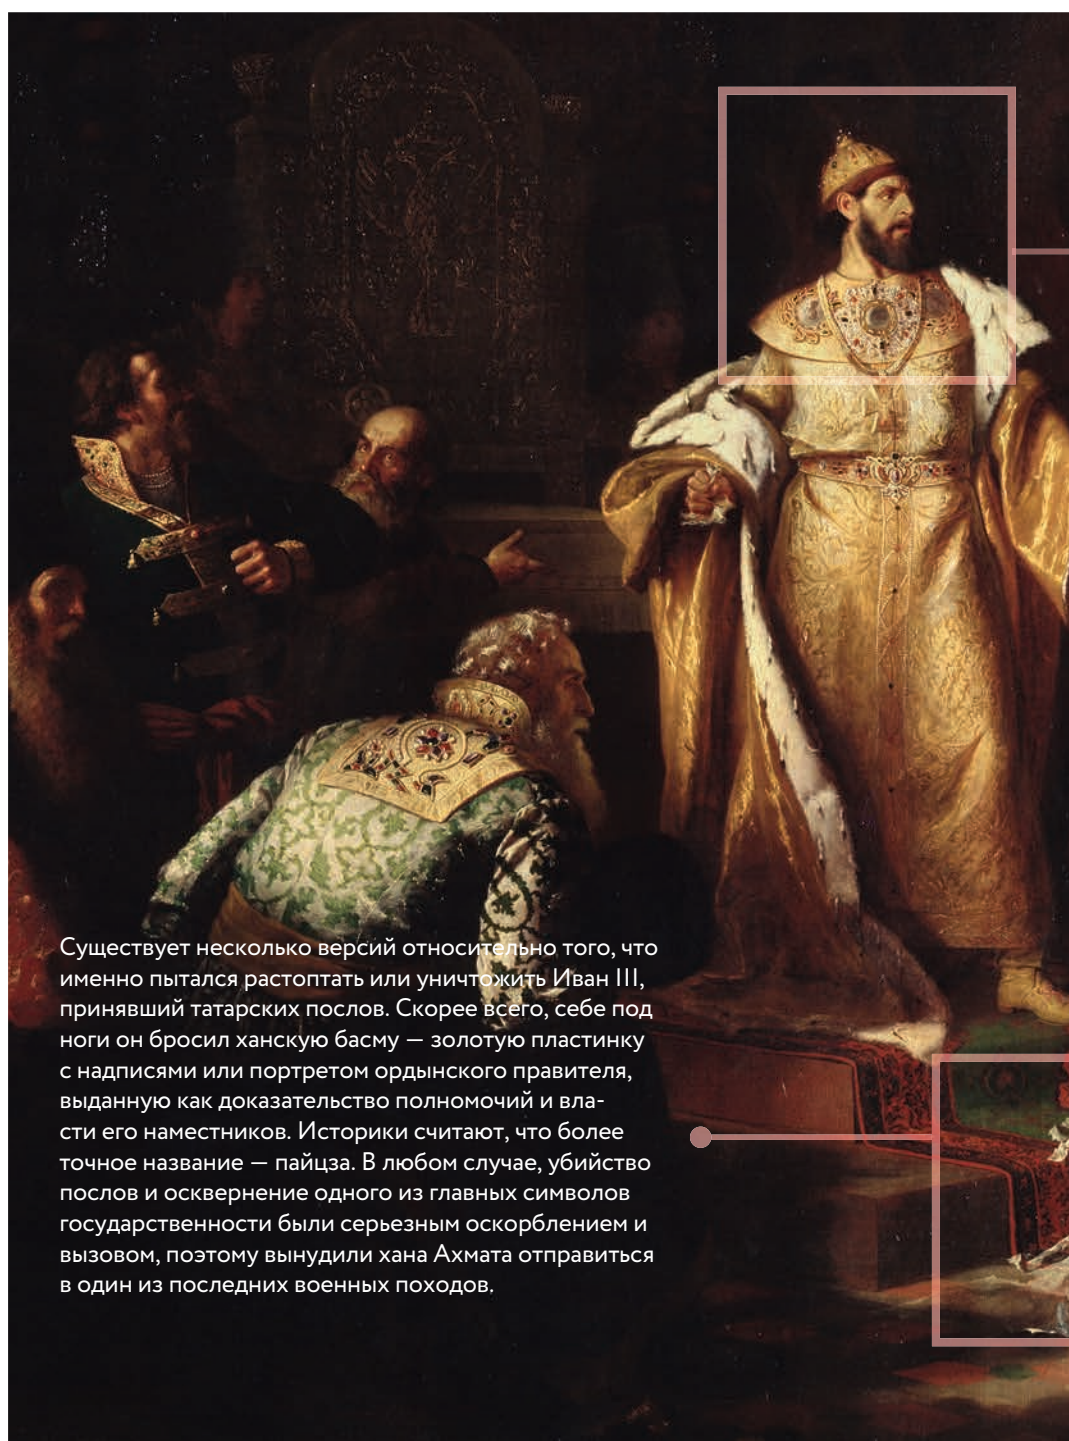 Существует несколько версий относительно того, что
именно пытался растоптать или уничтожить Иван III,
принявший татарских послов. Скорее всего, себе под
ноги он бросил ханскую басму — золотую пластинку
с надписями или портретом ордынского правителя,
выданную как доказательство полномочий и вла-
сти его наместников. Историки считают, что более
точное название — пайцза. В любом случае, убийство
послов и осквернение одного из главных символов
государственности были серьезным оскорблением и
вызовом, поэтому вынудили хана Ахмата отправиться
в один из последних военных походов.